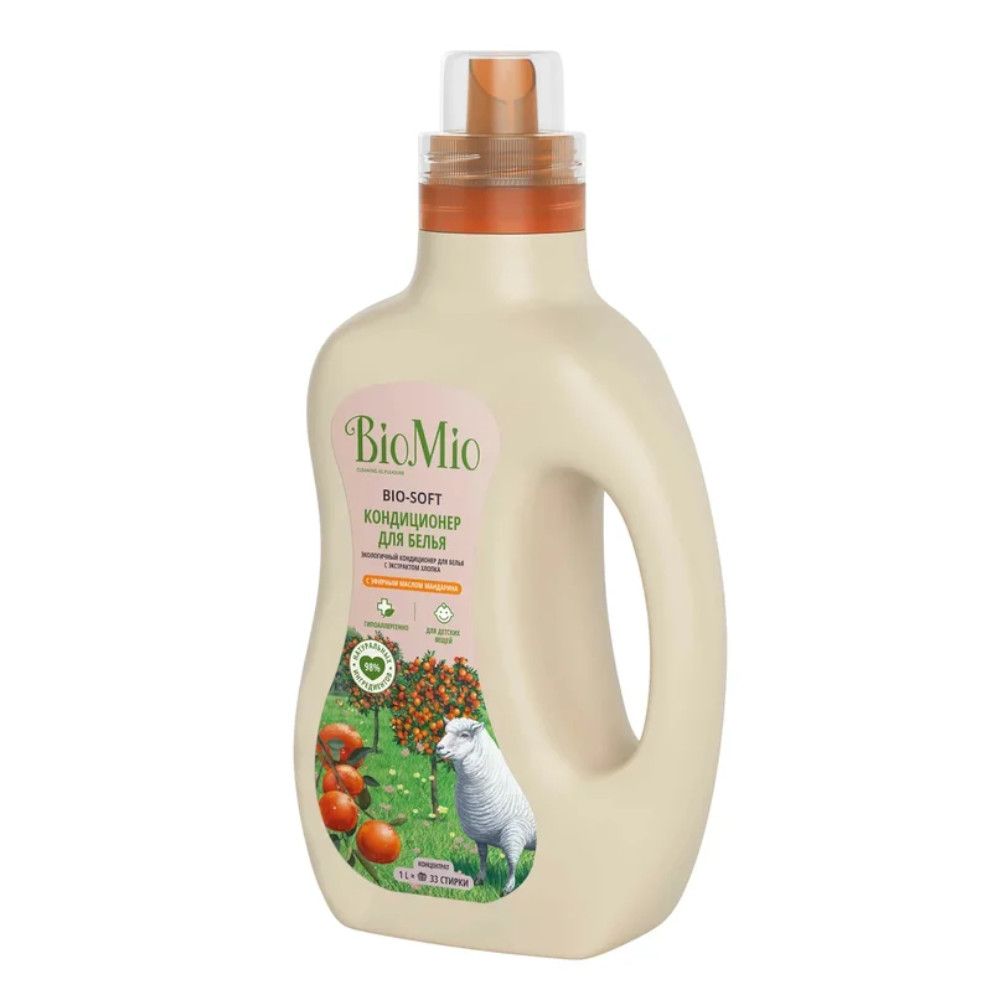 BioMio
CLEANING AS PLEASURE
BIO-SOFT
КОНДИЦИОНЕР
ДЛЯ БЕЛЬЯ
ЭКОЛОГИЧНЫЙ КОНДИЦИОНЕР ДЛЯ БЕЛЬЯ
С ЭКСТРАКТОМ ХЛОПКА
С ЭФИРНЫМ МАСЛОМ МАНДАРИНА
ГИПОАЛЛЕРГЕННО
ДЛЯ ДЕТСКИХ
ВЕЩЕЙ
НАТУРАЛЬНЫХ
98%
ИНГРЕДИЕНТОВ
КОНЦЕНТРАТ
1 L = 33 СТИРКИ